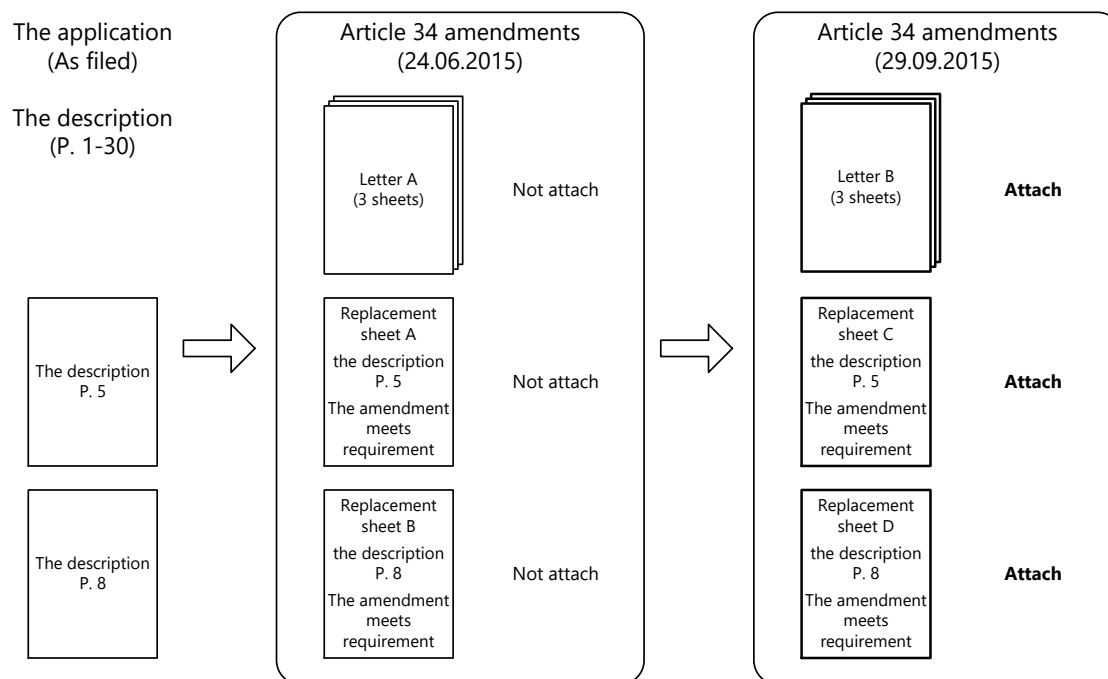 The application
(As filed)
The description
(P. 1-30)
The description
P. 5
The description
P. 8
Article 34 amendments
(24.06.2015)
Letter A
(3 sheets)
Not attach
Replacement
sheet A
the description
P. 5
The amendment
meets
requirement
Not attach
Replacement
sheet B
the description
P. 8
The amendment
meets
requirement
Not attach
Article 34 amendments
(29.09.2015)
Letter B
(3 sheets)
Attach
Replacement
sheet C
the description
P. 5
The amendment
meets
requirement
Attach
Replacement
sheet D
the description
P. 8
The amendment
meets
requirement
Attach